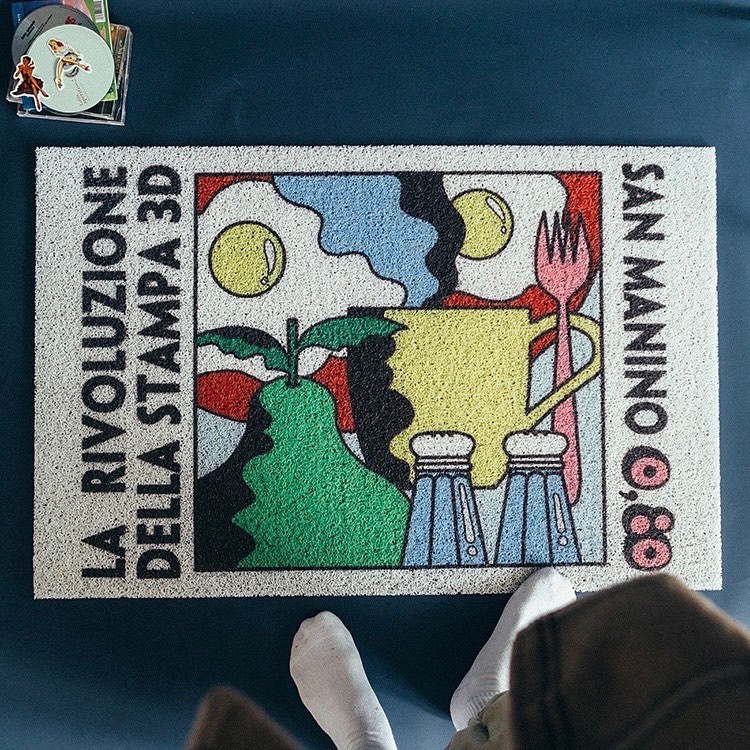 LA RIVOLUZIONE
DELLA STAMPA 3D
SAN MANINO 0,80